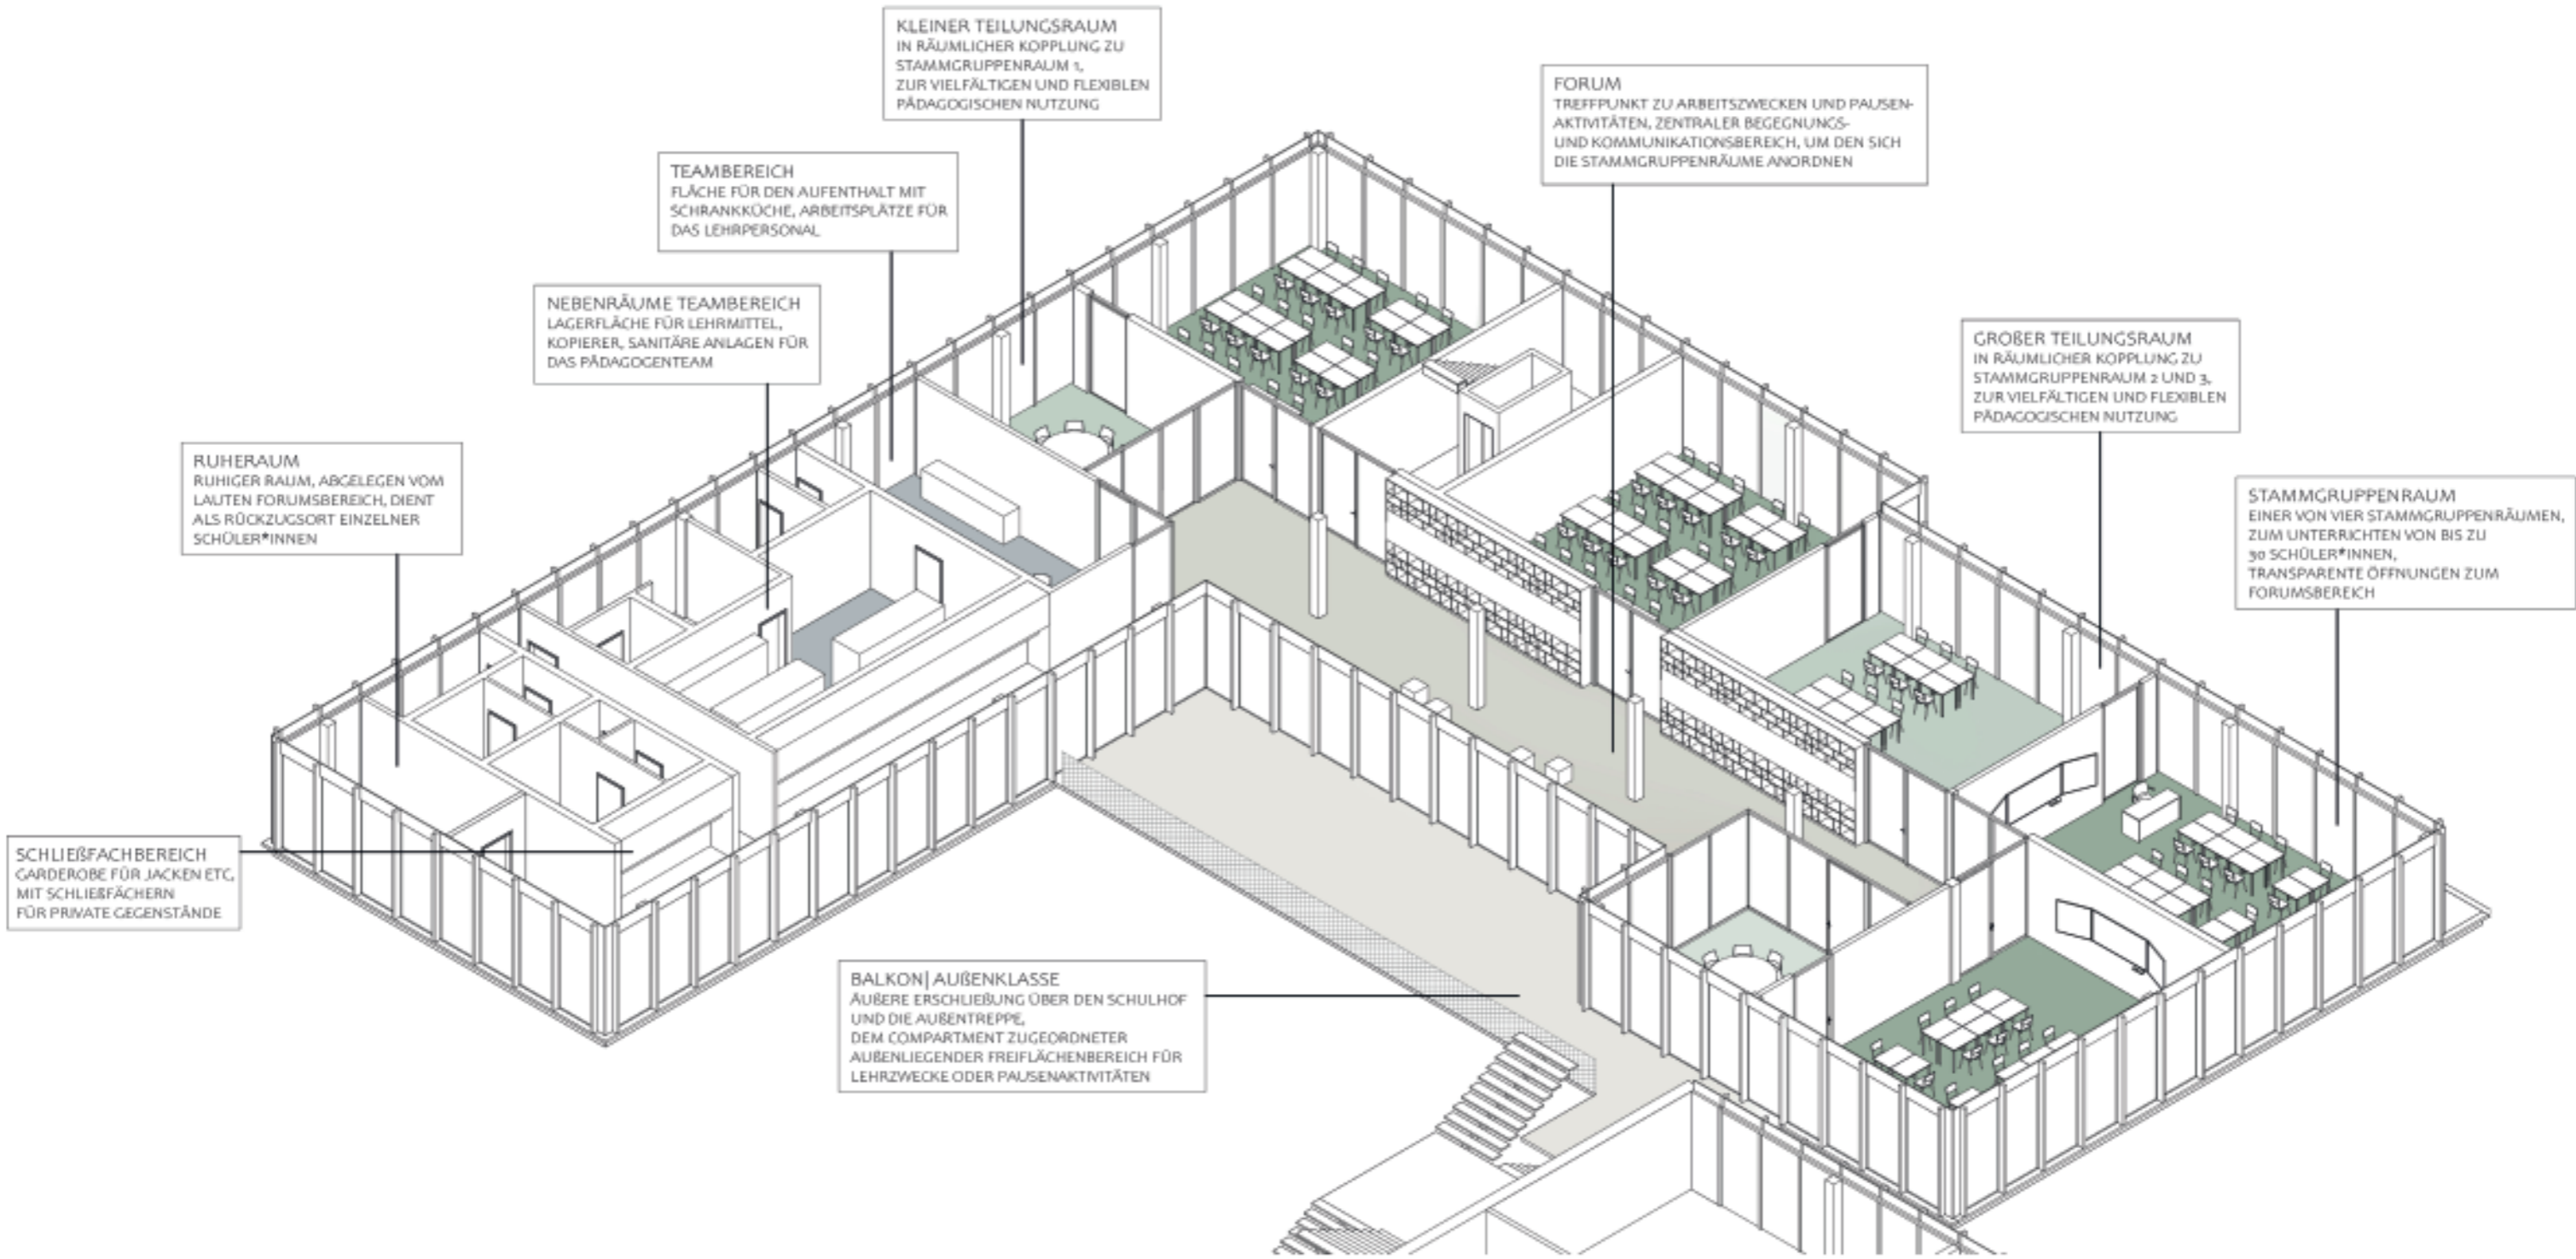 KLEINER TEILUNGSRAUM
IN RÄUMLICHER KOPPLUNG ZU
STAMMGRUPPENRAUM 1,
ZUR VIELFÄLTIGEN UND FLEXIBLEN
PÄDAGOGISCHEN NUTZUNG
FORUM
TREFFPUNKT ZU ARBEITSZWECKEN UND PAUSEN-
AKTIVITÄTEN, ZENTRALER BEGEGNUNGS-
UND KOMMUNIKATIONSBEREICH, UM DEN SICH
DIE STAMMGRUPPENRÄUME ANORDNEN
TEAMBEREICH
FLÄCHE FÜR DEN AUFENTHALT MIT
SCHRANKKÜCHE, ARBEITSPLÄTZE FÜR
DAS LEHRPERSONAL
NEBENRÄUME TEAMBEREICH
LAGERFLÄCHE FÜR LEHRMITTEL,
KOPIERER, SANITÄRE ANLAGEN FÜR
DAS PÄDAGOGENTEAM
GROßER TEILUNGSRAUM
IN RÄUMLICHER KOPPLUNG ZU
STAMMGRUPPENRAUM 2 UND 3,
ZUR VIELFÄLTIGEN UND FLEXIBLEN
PÄDAGOGISCHEN NUTZUNG
RUHERAUM
RUHIGER RAUM, ABGELEGEN VOM
LAUTEN FORUMSBEREICH, DIENT
ALS RÜCKZUGSORT EINZELNER
SCHÜLER*INNEN
STAMMGRUPPENRAUM
EINER VON VIER STAMMGRUPPENRÄUMEN,
ZUM UNTERRICHTEN VON BIS ZU
30 SCHÜLER*INNEN,
TRANSPARENTE ÖFFNUNGEN ZUM
FORUMSBEREICH
SCHLIEßFACHBEREICH
GARDEROBE FÜR JACKEN ETC,
MIT SCHLIEßFÄCHERN
FÜR PRIVATE GEGENSTÄNDE
BALKON|AUßENKLASSE
ÄUßERE ERSCHLIEßUNG ÜBER DEN SCHULHOF
UND DIE AUßENTREPPE,
DEM COMPARTMENT ZUGEORDNETER
AUßENLIEGENDER FREIFLÄCHENBEREICH FÜR
LEHRZWECKE ODER PAUSENAKTIVITÄTEN